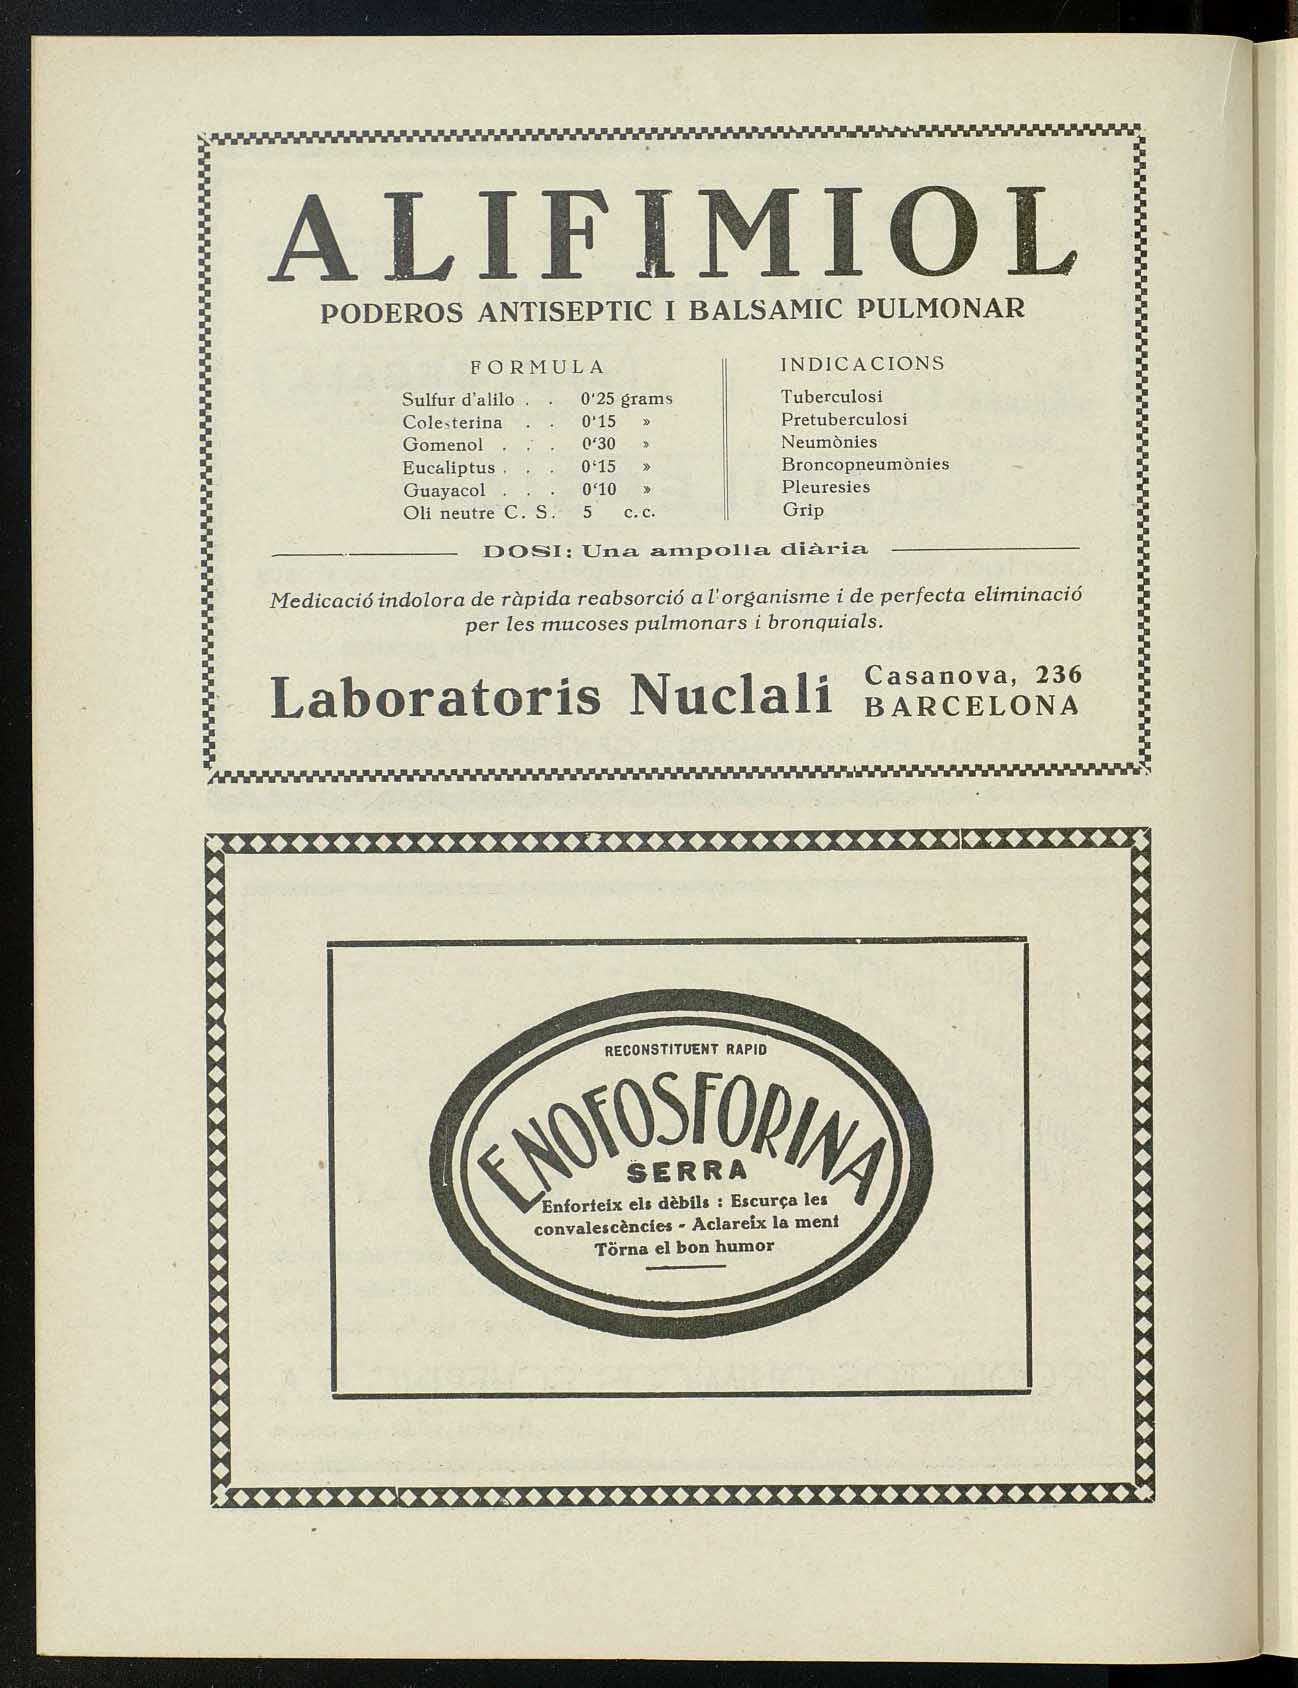 ALIFIMIOL
PODEROS ANTISEPTIC I BALSAMIC PULMONAR
FORMULA
Sulfur d'alilo . . 0'25 grams
Colesterina . . 0'15 »
Gomenol . . . 0'30 »
Eucaliptus . . . 0'15 »
Guayacol . . . 0'10 »
Oli neutre C. S. 5 c.c.
INDICACIONS
Tuberculosi
Pretuberculosi
Neumònies
Broncopneumònies
Pleuresies
Grip
DOSI: Una ampolla diària
Medicació indolora de ràpida reabsorció a l'organisme i de perfecta eliminació
per les mucoses pulmonars i bronquials.
Laboratoris Nuclali
Casanova, 236
BARCELONA
RECONSTITUENT RAPID
ENOFOSFORINA
SERRA
Enforteix els dèbils : Escurça les
convalescències - Aclareix la ment
Törna el bon humor